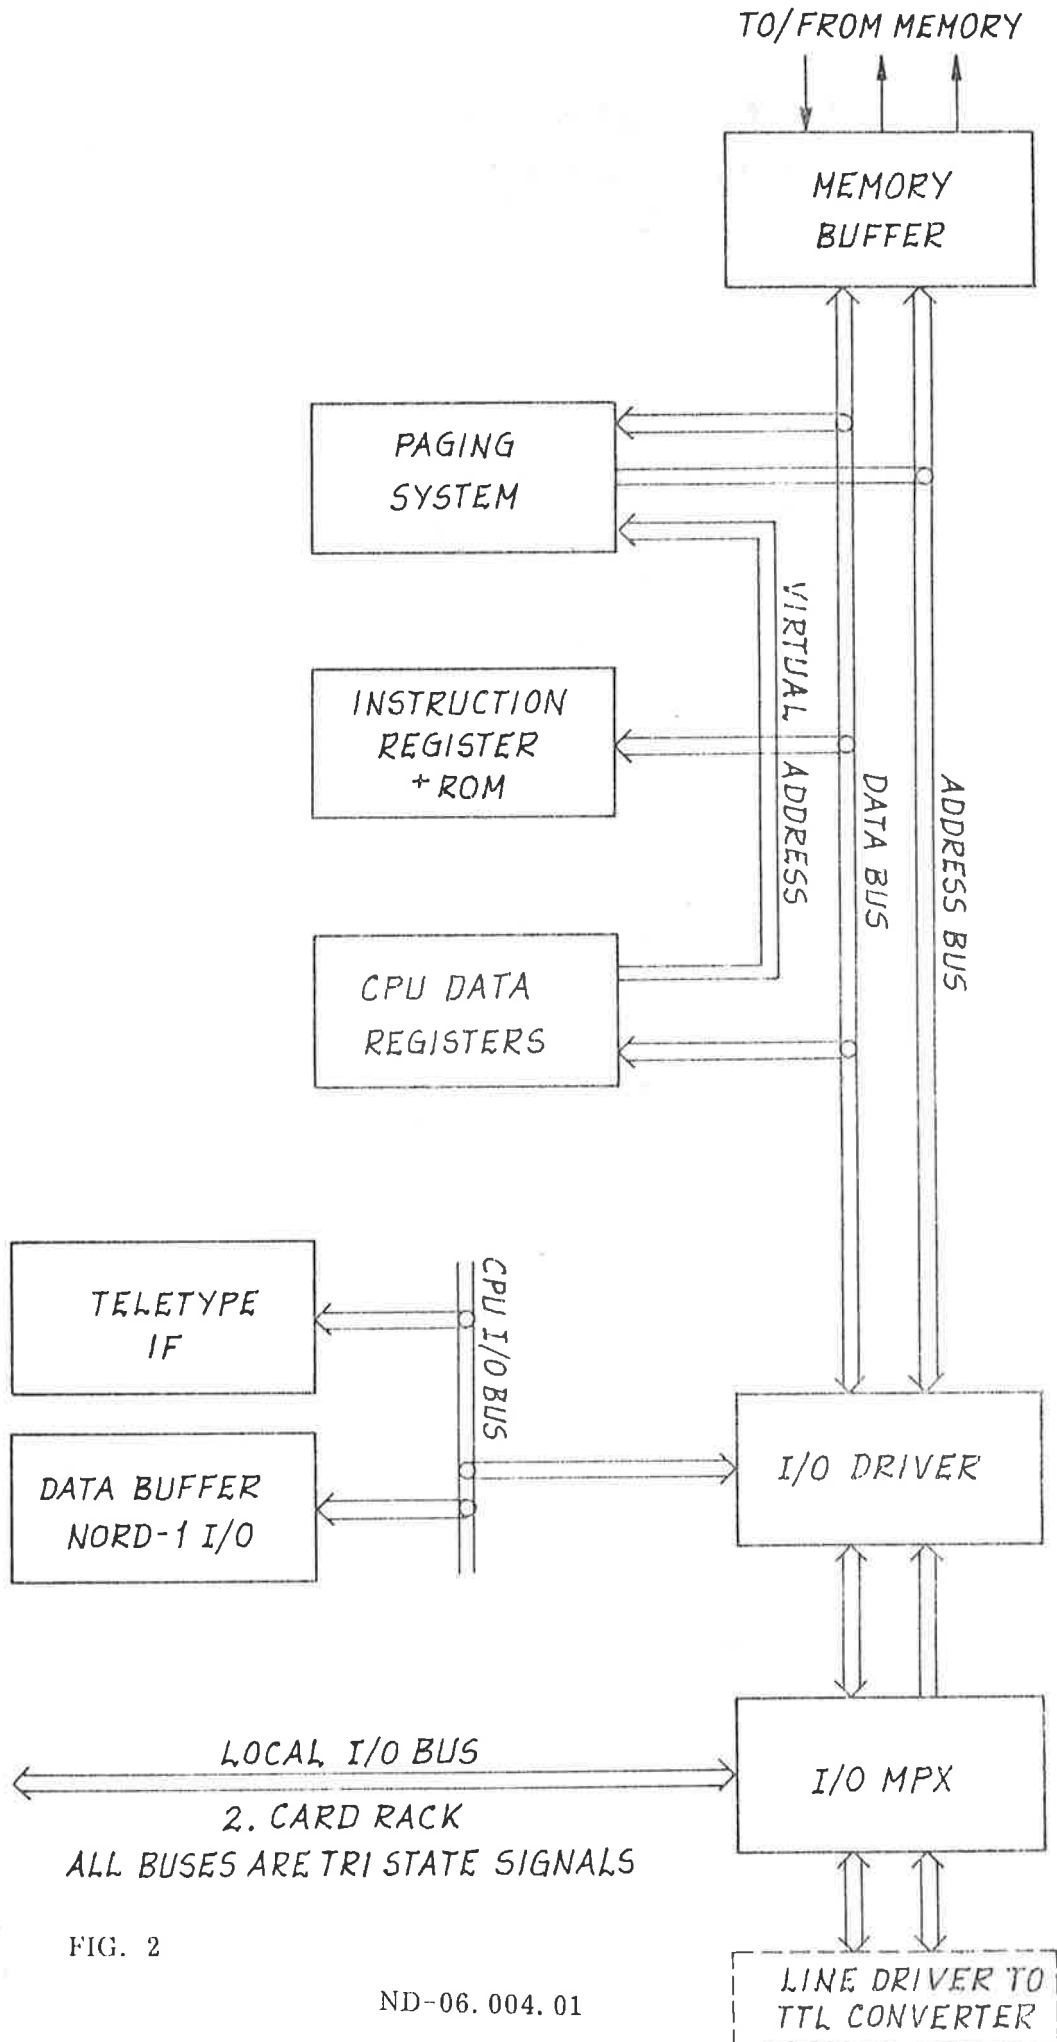 TO/FROM MEMORY
MEMORY
BUFFER
PAGING
SYSTEM
VIRTUAL ADDRESS
INSTRUCTION
REGISTER
+ ROM
DATA BUS
ADDRESS BUS
CPU DATA
REGISTERS
CPU I/O BUS
TELETYPE
IF
DATA BUFFER
NORD-1 I/O
I/O DRIVER
LOCAL I/O BUS
I/O MPX
2. CARD RACK
ALL BUSES ARE TRI STATE SIGNALS
FIG. 2
LINE DRIVER TO
TTL CONVERTER
ND-06.004.01